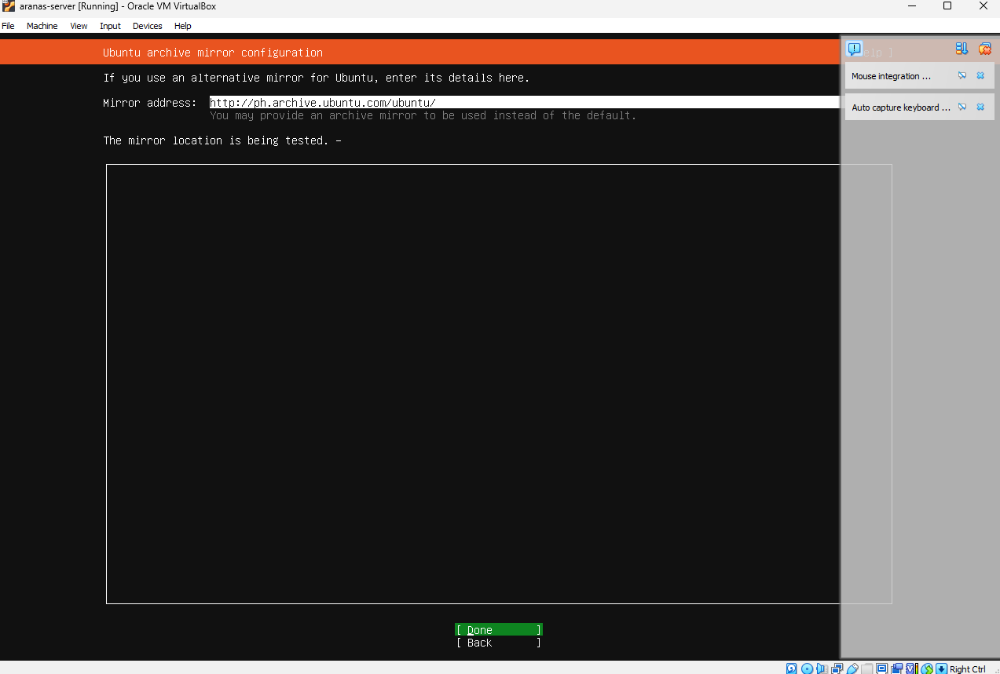 aranas-server [Running] - Oracle VM VirtualBox
File Machine View Input Devices Help
Ubuntu archive mirror configuration
elp ]
If you use an alternative mirror for Ubuntu, enter its details here.
Mouse integration ...
Mirror address: http://ph.archive.ubuntu.com/ubuntu/
You may provide an archive mirror to be used instead of the default.
Auto capture keyboard ...
The mirror location is being tested. -
[ Done ]
[ Back ]
Right Ctrl